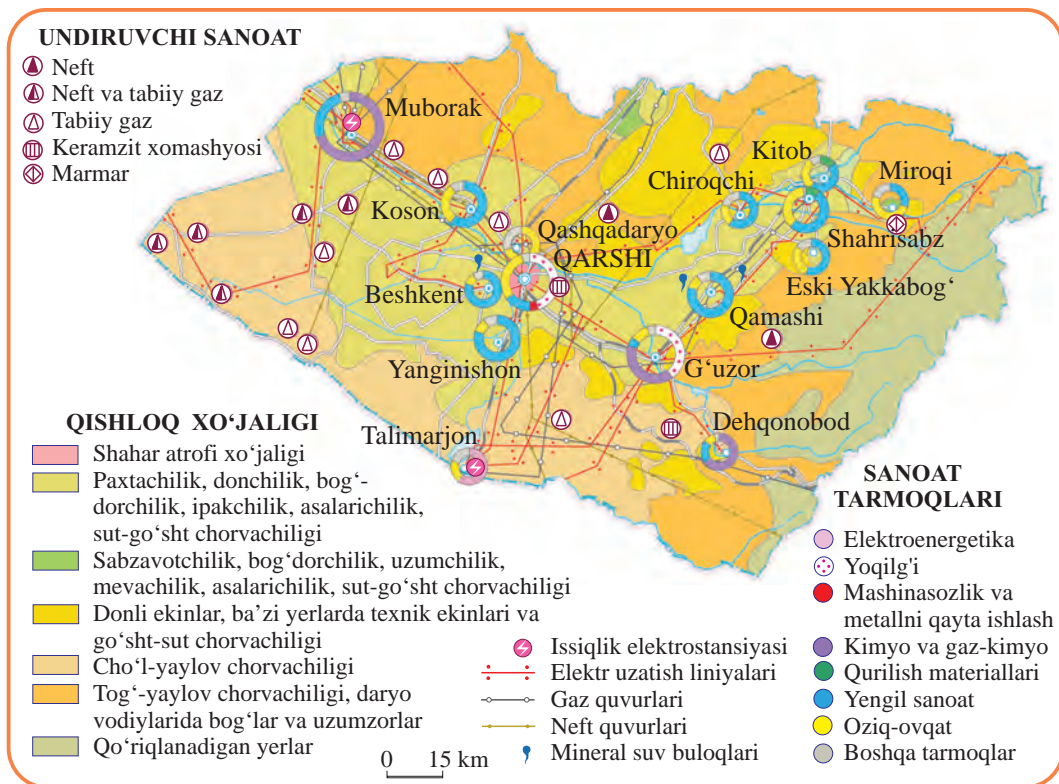 UNDIRUVCHI SANOAT
Neft
Neft va tabiiy gaz
Tabiiy gaz
Keramzit xomashyosi
Marmar
Muborak
Kitob
Miroqi
Chiroqchi
Koson
Qashqadaryo
Shahrisabz
QARSHI
Beshkent
Eski Yakkabog‘
Qamashi
Yanginishon
G‘uzor
Dehqonobod
Talimarjon
QISHLOQ XO‘JALIGI
Shahar atrofi xo‘jaligi
Paxtachilik, donchilik, bog‘-
dorchilik, ipakchilik, asalarichilik,
sut-go‘sht chorvachiligi
Sabzavotchilik, bog‘dorchilik, uzumchilik,
mevachilik, asalarichilik, sut-go‘sht chorvachiligi
Donli ekinlar, ba’zi yerlarda texnik ekinlari va
go‘sht-sut chorvachiligi
Cho‘l-yaylov chorvachiligi
Tog‘-yaylov chorvachiligi, daryo
vodiylarida bog‘lar va uzumzorlar
Qo‘riqlanadigan yerlar
0 15 km
Issiqlik elektrostansiyasi
Elektr uzatish liniyalari
Gaz quvurlari
Neft quvurlari
Mineral suv buloqlari
SANOAT
TARMOQLARI
Elektroenergetika
Yoqilg'i
Mashinasozlik va
metallni qayta ishlash
Kimyo va gaz-kimyo
Qurilish materiallari
Yengil sanoat
Oziq-ovqat
Boshqa tarmoqlar